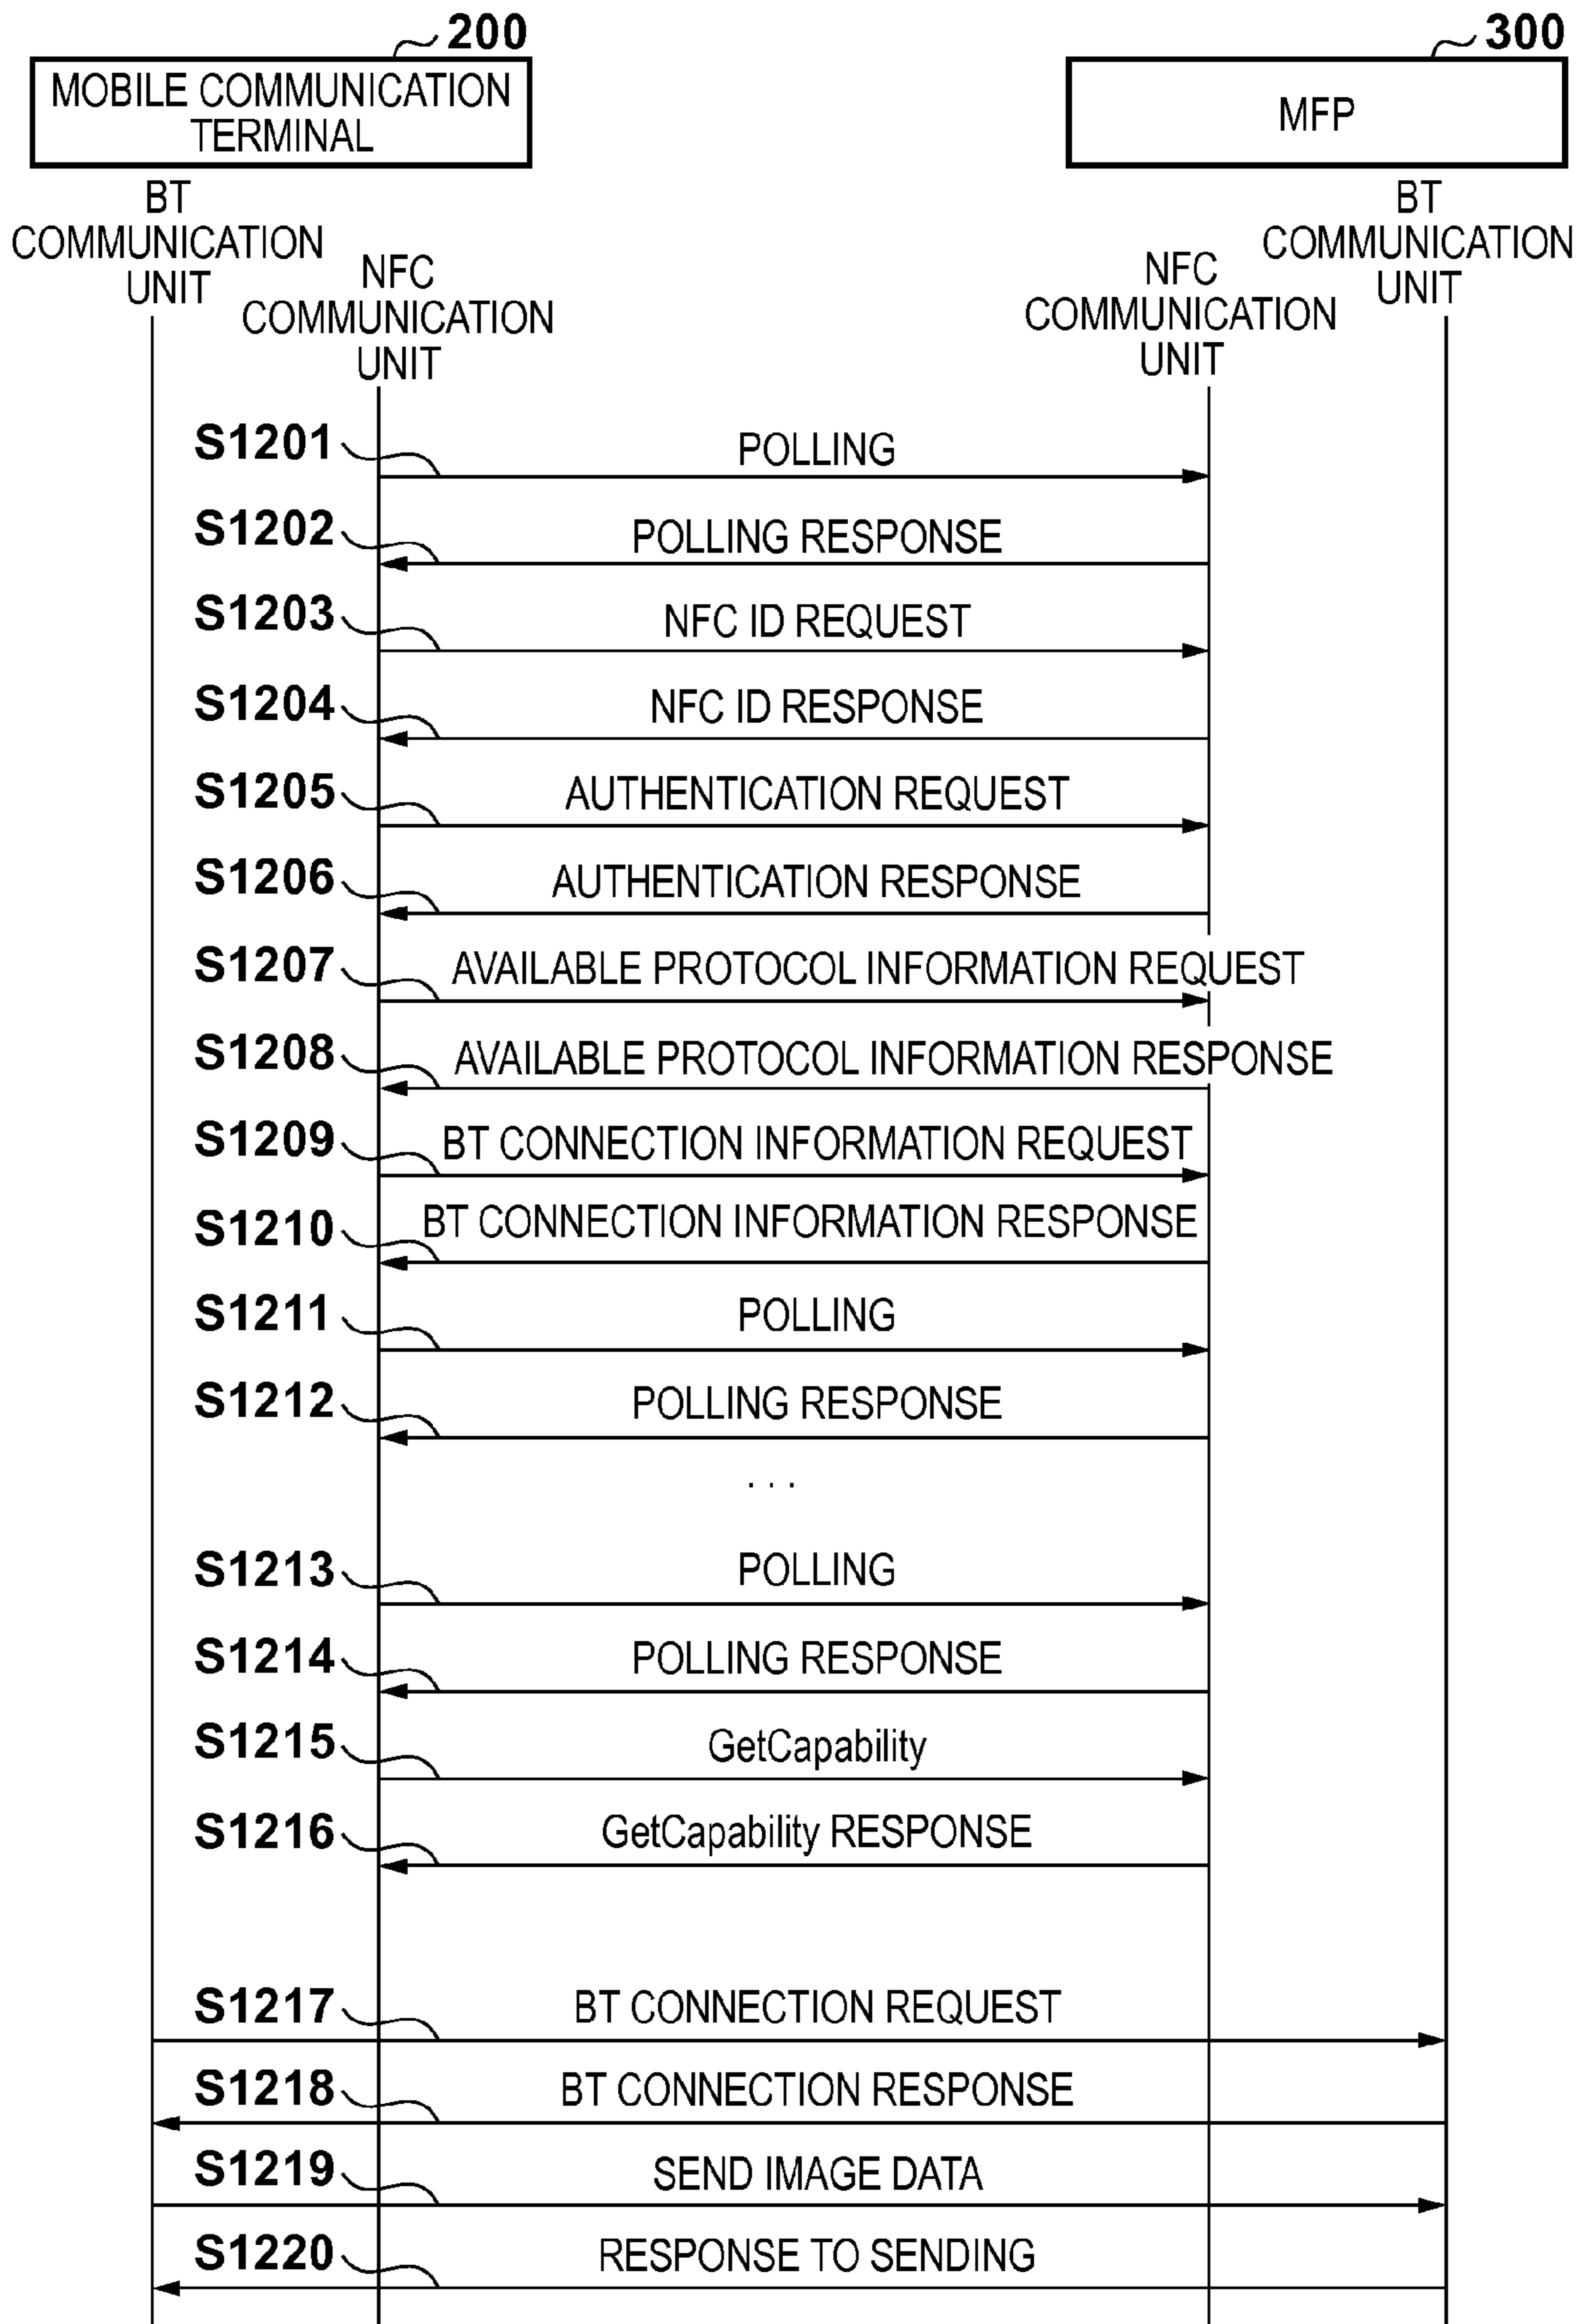 200
300
MOBILE COMMUNICATION
TERMINAL
MFP
BT
COMMUNICATION
UNIT
NFC
COMMUNICATION
UNIT
NFC
COMMUNICATION
UNIT
BT
COMMUNICATION
UNIT
S1201 POLLING
S1202 POLLING RESPONSE
S1203 NFC ID REQUEST
S1204 NFC ID RESPONSE
S1205 AUTHENTICATION REQUEST
S1206 AUTHENTICATION RESPONSE
S1207 AVAILABLE PROTOCOL INFORMATION REQUEST
S1208 AVAILABLE PROTOCOL INFORMATION RESPONSE
S1209 BT CONNECTION INFORMATION REQUEST
S1210 BT CONNECTION INFORMATION RESPONSE
S1211 POLLING
S1212 POLLING RESPONSE
. . .
S1213 POLLING
S1214 POLLING RESPONSE
S1215 GetCapability
S1216 GetCapability RESPONSE
S1217 BT CONNECTION REQUEST
S1218 BT CONNECTION RESPONSE
S1219 SEND IMAGE DATA
S1220 RESPONSE TO SENDING